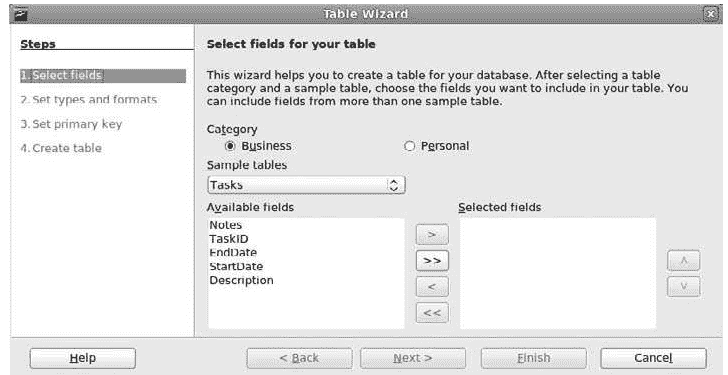 Table Wizard
Steps
1. Select fields
2. Set types and formats
3. Set primary key
4. Create table
Select fields for your table
This wizard helps you to create a table for your database. After selecting a table
category and a sample table, choose the fields you want to include in your table. You
can include fields from more than one sample table.
Category
Business Personal
Sample tables
Tasks
Available fields Selected fields
Notes
TaskID
EndDate
StartDate
Description
>
>>
<
<<
Help < Back Next > Finish Cancel